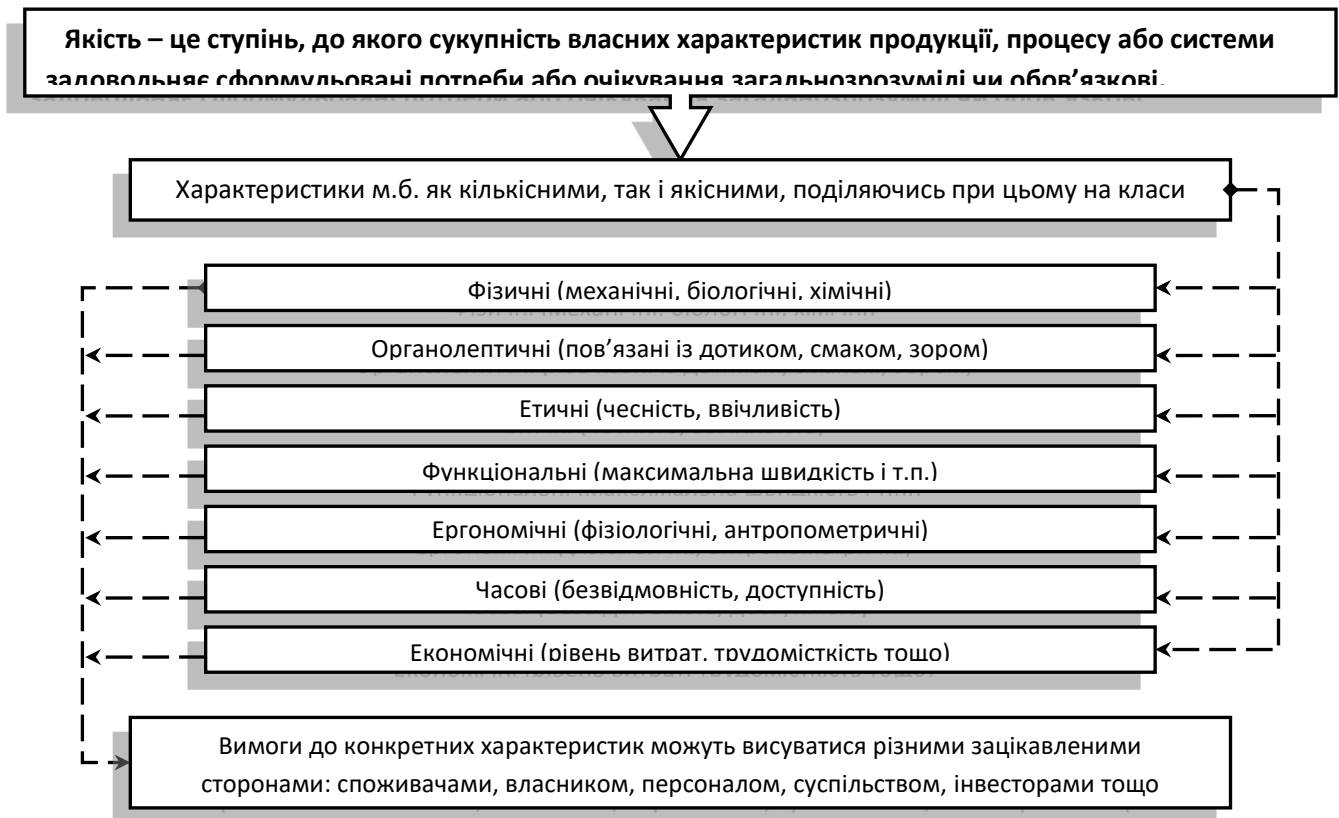 Якість – це ступінь, до якого сукупність власних характеристик продукції, процесу або системи
задовольняє сформульовані потреби або очікування загальнозрозумілі чи обов’язкові.
Характеристики м.б. як кількісними, так і якісними, поділяючись при цьому на класи
Фізичні (механічні, біологічні, хімічні)
Органолептичні (пов’язані із дотиком, смаком, зором)
Етичні (чесність, ввічливість)
Функціональні (максимальна швидкість і т.п.)
Ергономічні (фізіологічні, антропометричні)
Часові (безвідмовність, доступність)
Економічні (рівень витрат, трудомісткість тощо)
Вимоги до конкретних характеристик можуть висуватися різними зацікавленими
сторонами: споживачами, власником, персоналом, суспільством, інвесторами тощо